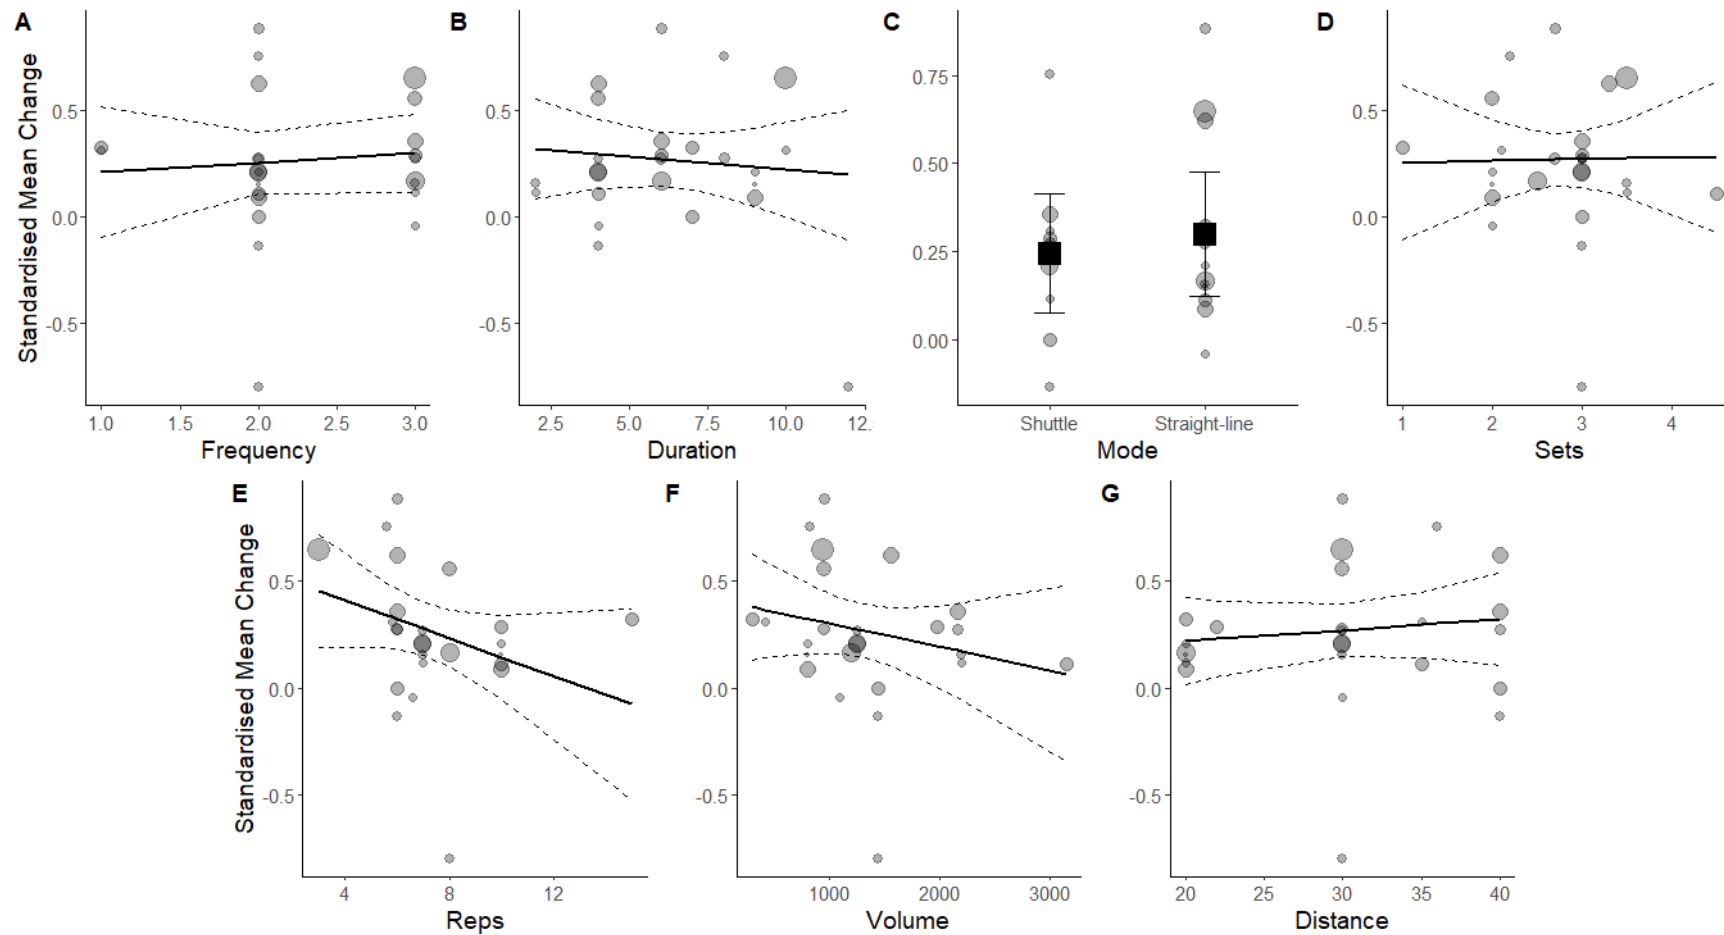 A
B
C
D
Standardised Mean Change
0.5
0.0
-0.5
1.0 1.5 2.0 2.5 3.0
Frequency
0.5
0.0
-0.5
2.5 5.0 7.5 10.0 12.
Duration
0.75
0.50
0.25
0.00
Shuttle Straight-line
Mode
0.5
0.0
-0.5
1 2 3 4
Sets
E
F
G
Standardised Mean Change
0.5
0.0
-0.5
4 8 12
Reps
0.5
0.0
-0.5
1000 2000 3000
Volume
0.5
0.0
-0.5
20 25 30 35 40
Distance